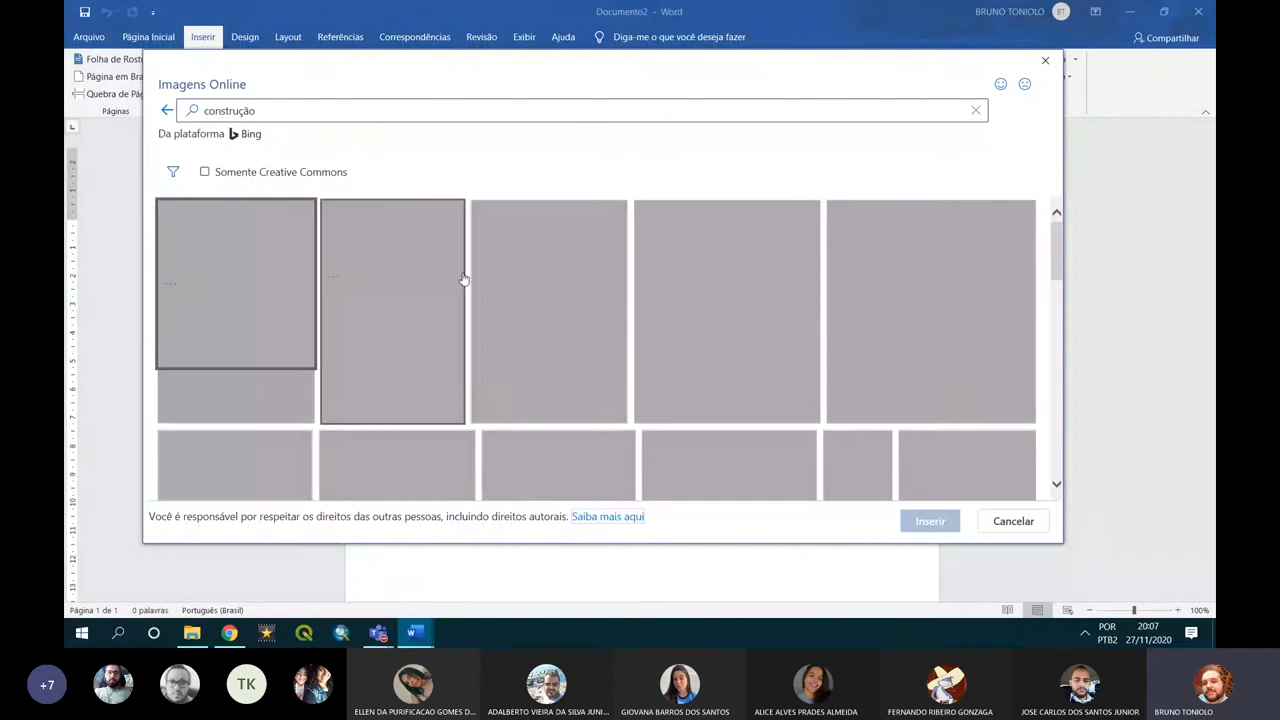 Documento2 - Word
BRUNO TONIOLO
BT
Arquivo
Página Inicial
Inserir
Design
Layout
Referências
Correspondências
Revisão
Exibir
Ajuda
Diga-me o que você deseja fazer
Compartilhar
Folha de Rost
Página em Bra
Quebra de Pág
Páginas
Imagens Online
construção
Da plataforma Bing
Somente Creative Commons
Você é responsável por respeitar os direitos das outras pessoas, incluindo direitos autorais. Saiba mais aqui
Inserir
Cancelar
Página 1 de 1
0 palavras
Português (Brasil)
100%
POR
PTB2
20:07
27/11/2020
+7
TK
ELLEN DA PURIFICACAO GOMES D...
ADALBERTO VIEIRA DA SILVA JUNI...
GIOVANA BARROS DOS SANTOS
ALICE ALVES PRADES ALMEIDA
FERNANDO RIBEIRO GONZAGA
JOSE CARLOS DOS SANTOS JUNIOR
BRUNO TONIOLO